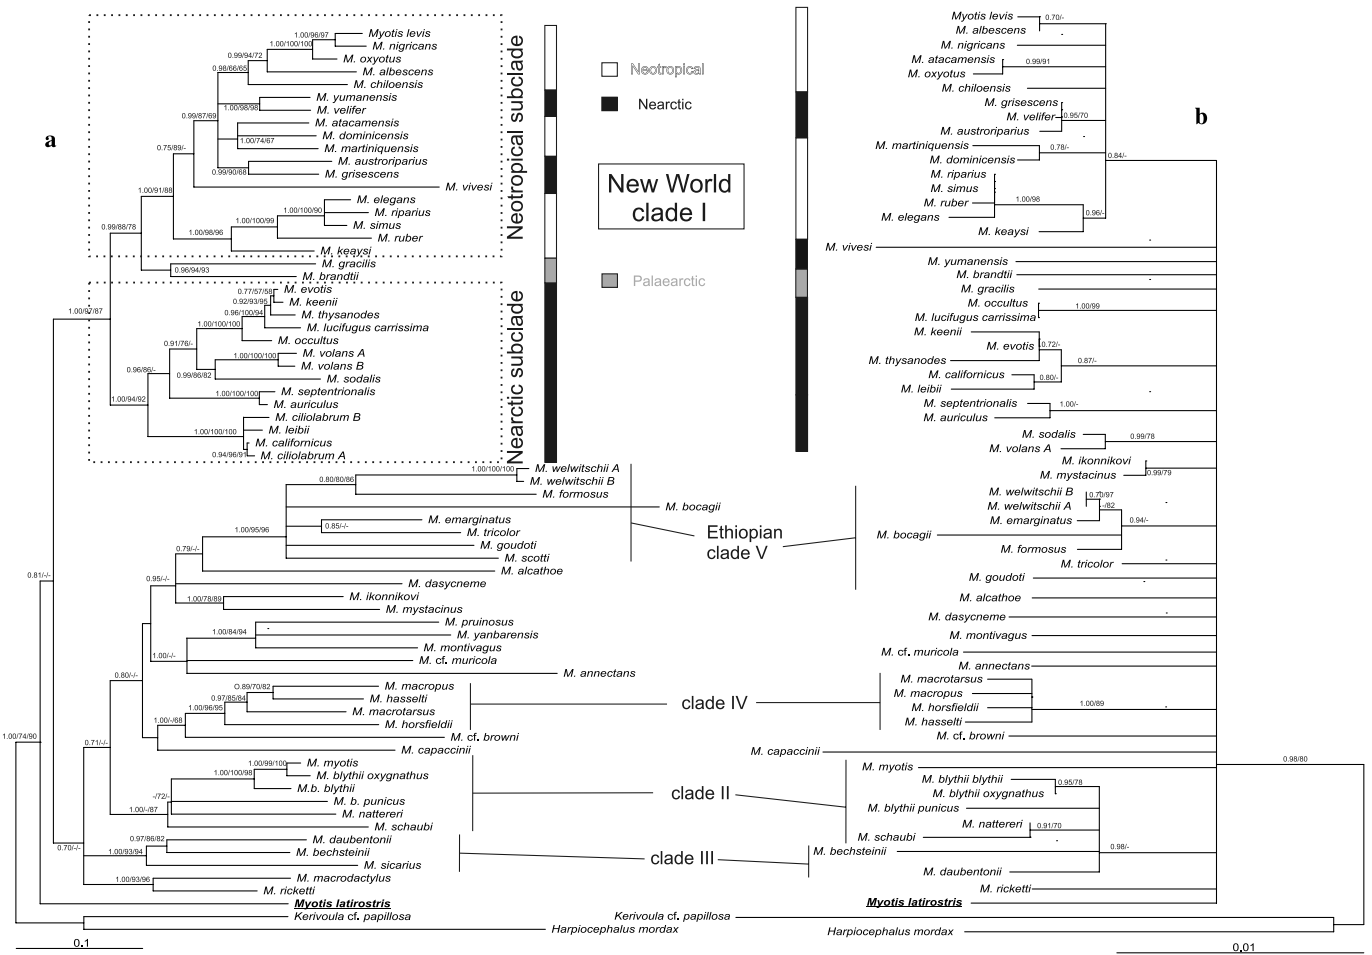 a
Neotropical subclade
Nearctic subclade
1.00/96/97
Myotis levis
1.00/100/100
M. nigricans
0.99/94/72
M. oxyotus
0.98/66/65
M. albescens
M. chiloensis
M. yumanensis
1.00/98/98
M. velifer
0.99/87/69
M. atacamensis
M. dominicensis
1.00/74/67
M. martiniquensis
0.75/89/-
M. austroriparius
0.99/90/68
M. grisescens
M. vivesi
1.00/91/88
M. elegans
1.00/100/90
M. riparius
1.00/100/99
M. simus
1.00/98/96
M. ruber
0.99/88/78
M. keaysi
M. gracilis
0.96/94/93
M. brandtii
M. evotis
0.77/57/58
M. keenii
0.92/93/95
M. thysanodes
0.96/100/94
M. lucifugus carrissima
1.00/97/87
1.00/100/100
M. occultus
0.91/76/-
M. volans A
1.00/100/100
M. volans B
0.96/86/-
0.99/86/82
M. sodalis
M. septentrionalis
1.00/100/100
M. auriculus
1.00/94/92
M. ciliolabrum B
M. leibii
1.00/100/100
M. californicus
0.94/96/91
M. ciliolabrum A
1.00/100/100
M. welwitschii A
M. welwitschii B
0.80/80/86
M. formosus
M. bocagii
M. emarginatus
0.85/-/-
M. tricolor
1.00/95/96
M. goudoti
M. scotti
0.79/-/-
M. alcathoe
0.81/-/-
0.95/-/-
M. dasycneme
M. ikonnikovi
1.00/78/89
M. mystacinus
M. pruinosus
1.00/84/94
M. yanbarensis
M. montivagus
1.00/-/-
M. cf. muricola
M. annectans
0.80/-/-
O.89/70/82
M. macropus
0.97/85/84
M. hasselti
1.00/96/95
M. macrotarsus
1.00/-/68
M. horsfieldii
M. cf. browni
1.00/74/90
0.71/-/-
M. capaccinii
1.00/99/100
M. myotis
1.00/100/98
M. blythii oxygnathus
M.b. blythii
-/72/-
M. b. punicus
1.00/-/87
M. nattereri
M. schaubi
0.97/86/82
M. daubentonii
0.70/-/-
1.00/93/94
M. bechsteinii
M. sicarius
1.00/93/96
M. macrodactylus
M. ricketti
Myotis latirostris
Kerivoula cf. papillosa
Harpiocephalus mordax
0.1
Neotropical
Nearctic
New World
clade I
Palaearctic
Ethiopian
clade V
clade IV
clade II
clade III
b
Myotis levis
0.70/-
M. albescens
M. nigricans
M. atacamensis
0.99/91
M. oxyotus
M. chiloensis
M. grisescens
M. velifer
0.95/70
M. austroriparius
M. martiniquensis
0.78/-
M. dominicensis
0.84/-
M. riparius
M. simus
M. ruber
1.00/98
M. elegans
0.96/-
M. keaysi
M. vivesi
M. yumanensis
M. brandtii
M. gracilis
M. occultus
1.00/99
M. lucifugus carrissima
M. keenii
M. evotis
0.72/-
M. thysanodes
0.87/-
M. californicus
0.80/-
M. leibii
M. septentrionalis
1.00/-
M. auriculus
M. sodalis
0.99/78
M. volans A
M. ikonnikovi
0.99/79
M. mystacinus
M. welwitschii B
0.70/97
M. welwitschii A
-/82
M. emarginatus
0.94/-
M. bocagii
M. formosus
M. tricolor
M. goudoti
M. alcathoe
M. dasycneme
M. montivagus
M. cf. muricola
M. annectans
M. macrotarsus
M. macropus
1.00/89
M. horsfieldii
M. hasselti
M. cf. browni
M. capaccinii
0.98/80
M. myotis
M. blythii blythii
0.95/78
M. blythii oxygnathus
M. blythii punicus
M. nattereri
0.91/70
M. schaubi
M. bechsteinii
0.98/-
M. daubentonii
M. ricketti
Myotis latirostris
Kerivoula cf. papillosa
Harpiocephalus mordax
0.01